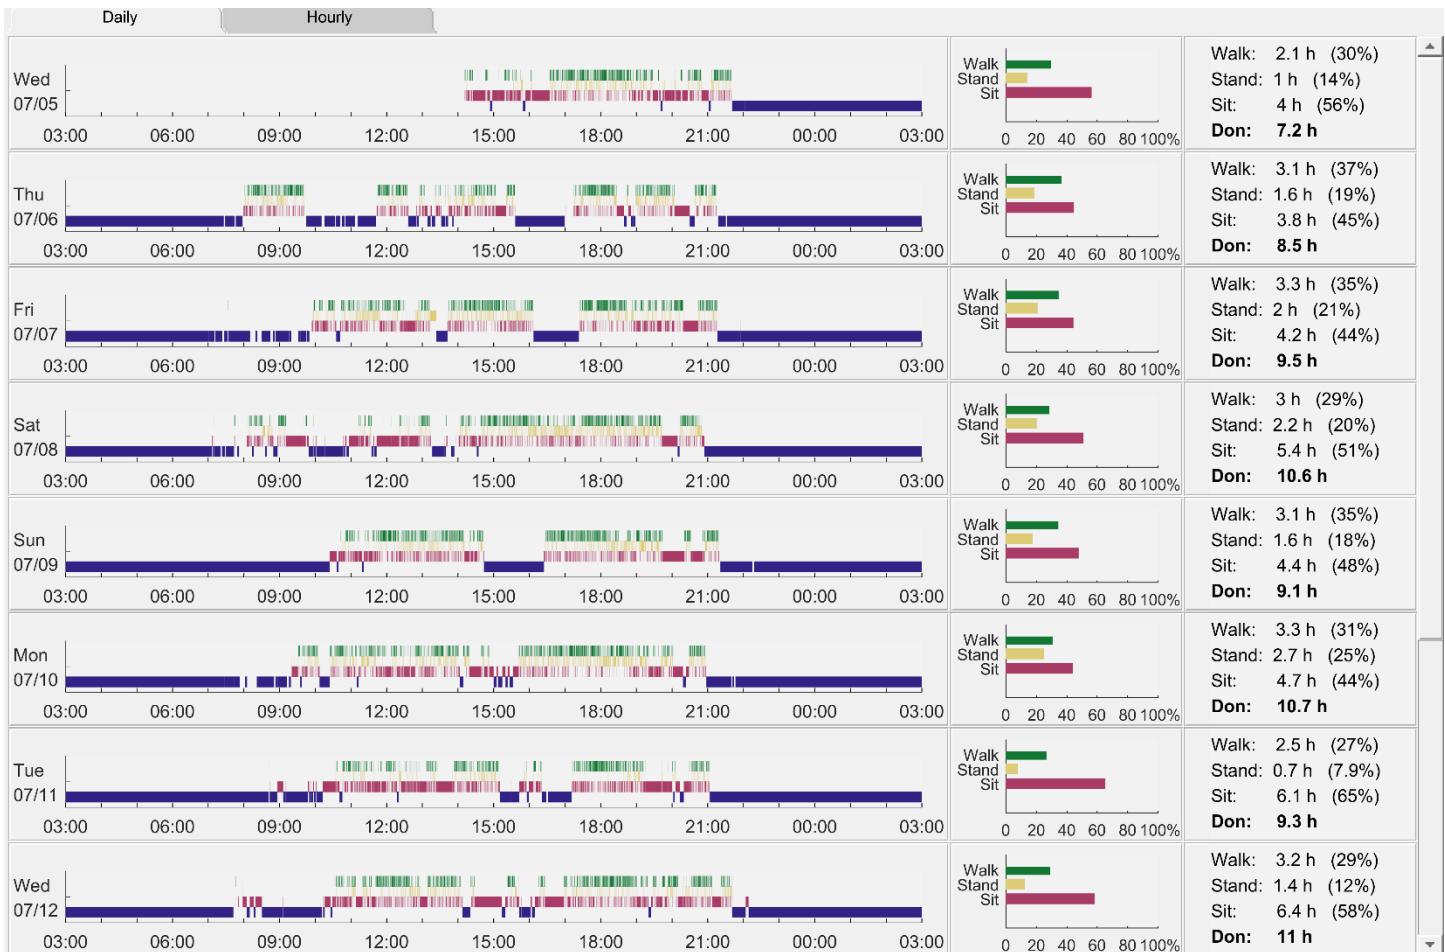 Daily Hourly
Wed
07/05
03:00 06:00 09:00 12:00 15:00 18:00 21:00 00:00 03:00
Walk
Stand
Sit
0 20 40 60 80 100%
Walk: 2.1 h (30%)
Stand: 1 h (14%)
Sit: 4 h (56%)
Don: 7.2 h
Thu
07/06
03:00 06:00 09:00 12:00 15:00 18:00 21:00 00:00 03:00
Walk
Stand
Sit
0 20 40 60 80 100%
Walk: 3.1 h (37%)
Stand: 1.6 h (19%)
Sit: 3.8 h (45%)
Don: 8.5 h
Fri
07/07
03:00 06:00 09:00 12:00 15:00 18:00 21:00 00:00 03:00
Walk
Stand
Sit
0 20 40 60 80 100%
Walk: 3.3 h (35%)
Stand: 2 h (21%)
Sit: 4.2 h (44%)
Don: 9.5 h
Sat
07/08
03:00 06:00 09:00 12:00 15:00 18:00 21:00 00:00 03:00
Walk
Stand
Sit
0 20 40 60 80 100%
Walk: 3 h (29%)
Stand: 2.2 h (20%)
Sit: 5.4 h (51%)
Don: 10.6 h
Sun
07/09
03:00 06:00 09:00 12:00 15:00 18:00 21:00 00:00 03:00
Walk
Stand
Sit
0 20 40 60 80 100%
Walk: 3.1 h (35%)
Stand: 1.6 h (18%)
Sit: 4.4 h (48%)
Don: 9.1 h
Mon
07/10
03:00 06:00 09:00 12:00 15:00 18:00 21:00 00:00 03:00
Walk
Stand
Sit
0 20 40 60 80 100%
Walk: 3.3 h (31%)
Stand: 2.7 h (25%)
Sit: 4.7 h (44%)
Don: 10.7 h
Tue
07/11
03:00 06:00 09:00 12:00 15:00 18:00 21:00 00:00 03:00
Walk
Stand
Sit
0 20 40 60 80 100%
Walk: 2.5 h (27%)
Stand: 0.7 h (7.9%)
Sit: 6.1 h (65%)
Don: 9.3 h
Wed
07/12
03:00 06:00 09:00 12:00 15:00 18:00 21:00 00:00 03:00
Walk
Stand
Sit
0 20 40 60 80 100%
Walk: 3.2 h (29%)
Stand: 1.4 h (12%)
Sit: 6.4 h (58%)
Don: 11 h